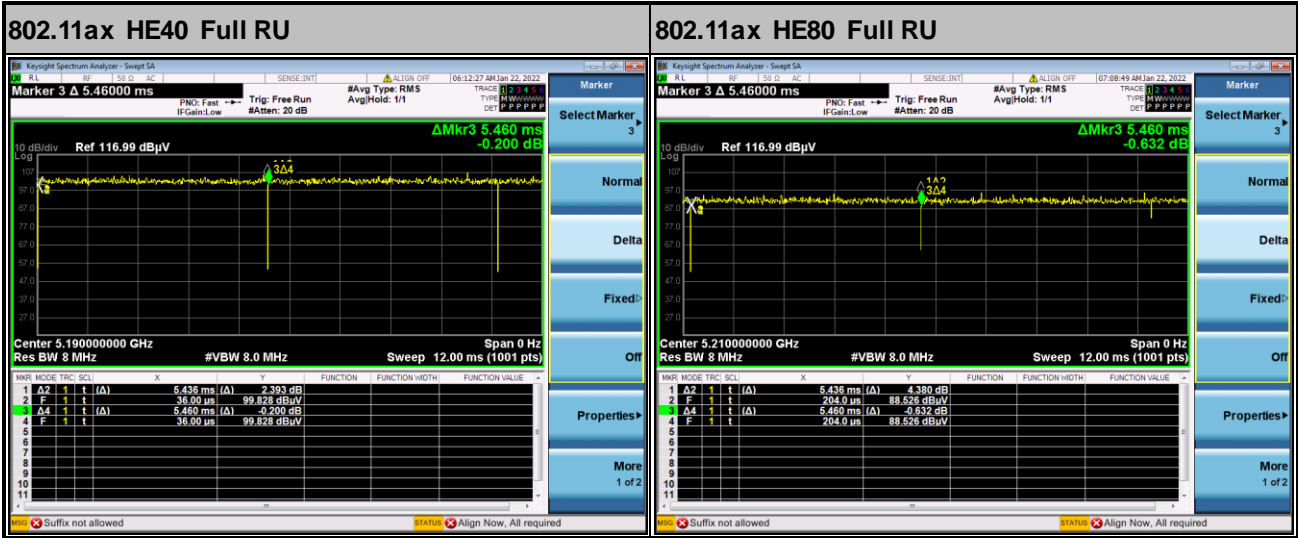 802.11ax HE40 Full RU
Keysight Spectrum Analyzer - Swept SA
RL RF 50 Ω AC SENSE:INT ALIGN OFF 06:12:27 AM Jan 22, 2022
Marker 3 Δ 5.46000 ms
PNO: Fast
IFGain:Low
Trig: Free Run
#Atten: 20 dB
#Avg Type: RMS
Avg|Hold: 1/1
TRACE 1 2 3 4 5 6
TYPE MWWWWW
DET P P P P P P
ΔMkr3 5.460 ms
-0.200 dB
10 dB/div Ref 116.99 dBµV
Log
107
97.0
87.0
77.0
67.0
57.0
47.0
37.0
27.0
3Δ4
Center 5.190000000 GHz Span 0 Hz
Res BW 8 MHz #VBW 8.0 MHz Sweep 12.00 ms (1001 pts)
MKR MODE TRC SCL X Y FUNCTION FUNCTION WIDTH FUNCTION VALUE
1 Δ2 1 t (Δ) 5.436 ms (Δ) 2.393 dB
2 F 1 t 36.00 µs 99.828 dBµV
3 Δ4 1 t (Δ) 5.460 ms (Δ) -0.200 dB
4 F 1 t 36.00 µs 99.828 dBµV
5
6
7
8
9
10
11
MSG Suffix not allowed STATUS Align Now, All required
Marker
Select Marker
3
Normal
Delta
Fixed
Off
Properties
More
1 of 2
802.11ax HE80 Full RU
Keysight Spectrum Analyzer - Swept SA
RL RF 50 Ω AC SENSE:INT ALIGN OFF 07:08:49 AM Jan 22, 2022
Marker 3 Δ 5.46000 ms
PNO: Fast
IFGain:Low
Trig: Free Run
#Atten: 20 dB
#Avg Type: RMS
Avg|Hold: 1/1
TRACE 1 2 3 4 5 6
TYPE MWWWWW
DET P P P P P P
ΔMkr3 5.460 ms
-0.632 dB
10 dB/div Ref 116.99 dBµV
Log
107
97.0
87.0
77.0
67.0
57.0
47.0
37.0
27.0
1Δ2
3Δ4
Center 5.210000000 GHz Span 0 Hz
Res BW 8 MHz #VBW 8.0 MHz Sweep 12.00 ms (1001 pts)
MKR MODE TRC SCL X Y FUNCTION FUNCTION WIDTH FUNCTION VALUE
1 Δ2 1 t (Δ) 5.436 ms (Δ) 4.380 dB
2 F 1 t 204.0 µs 88.526 dBµV
3 Δ4 1 t (Δ) 5.460 ms (Δ) -0.632 dB
4 F 1 t 204.0 µs 88.526 dBµV
5
6
7
8
9
10
11
MSG Suffix not allowed STATUS Align Now, All required
Marker
Select Marker
3
Normal
Delta
Fixed
Off
Properties
More
1 of 2